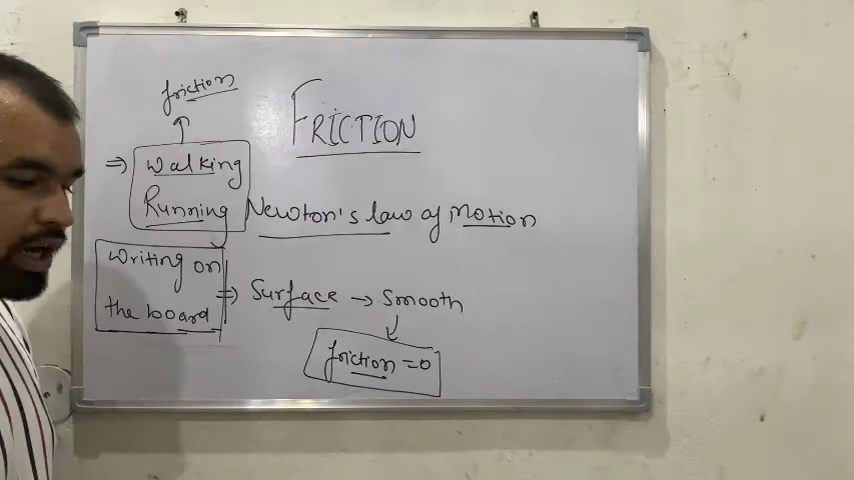 friction
FRICTION
⇒ Walking
Running
Newton's law of Motion
Writing on
the board
⇒ Surface → Smooth
friction = 0